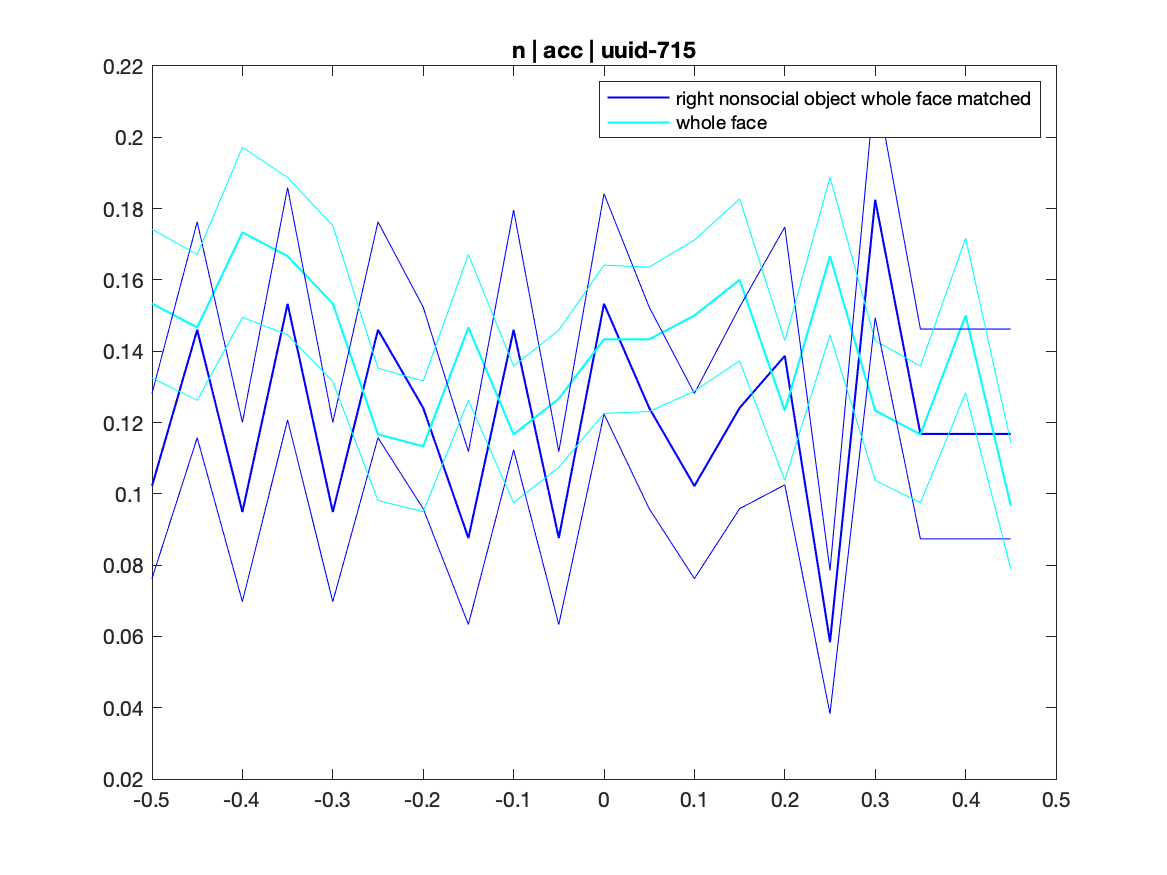 n | acc | uuid-715
right nonsocial object whole face matched
whole face
0.22
0.2
0.18
0.16
0.14
0.12
0.1
0.08
0.06
0.04
0.02
-0.5 -0.4 -0.3 -0.2 -0.1 0 0.1 0.2 0.3 0.4 0.5